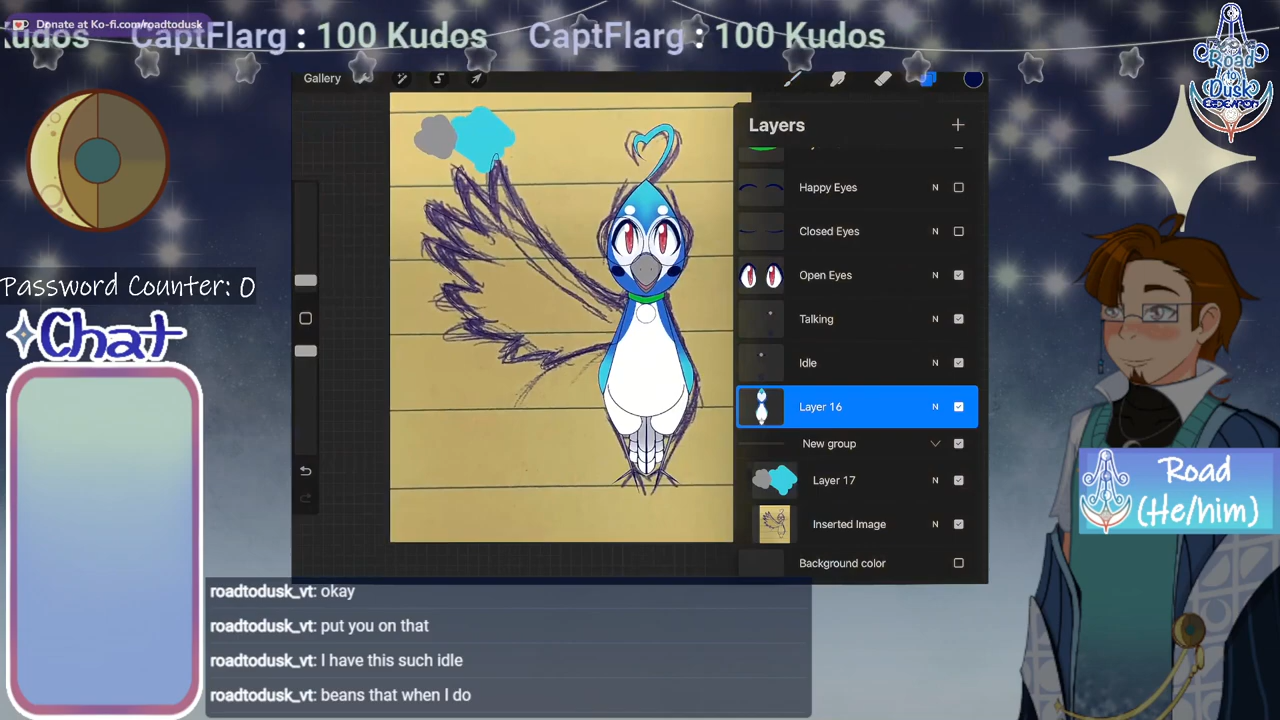 Donate at Ko-fi.com/roadtodusk
Kudos CaptFlarg : 100 Kudos CaptFlarg : 100 Kudos
Road
to
Dusk
Gallery
Layers
Happy Eyes N
Closed Eyes N
Open Eyes N
Talking N
Idle N
Layer 16 N
New group
Layer 17 N
Inserted Image N
Background color
Password Counter: 0
Chat
Road
(He/him)
roadtodusk_vt: okay
roadtodusk_vt: put you on that
roadtodusk_vt: I have this such idle
roadtodusk_vt: beans that when I do